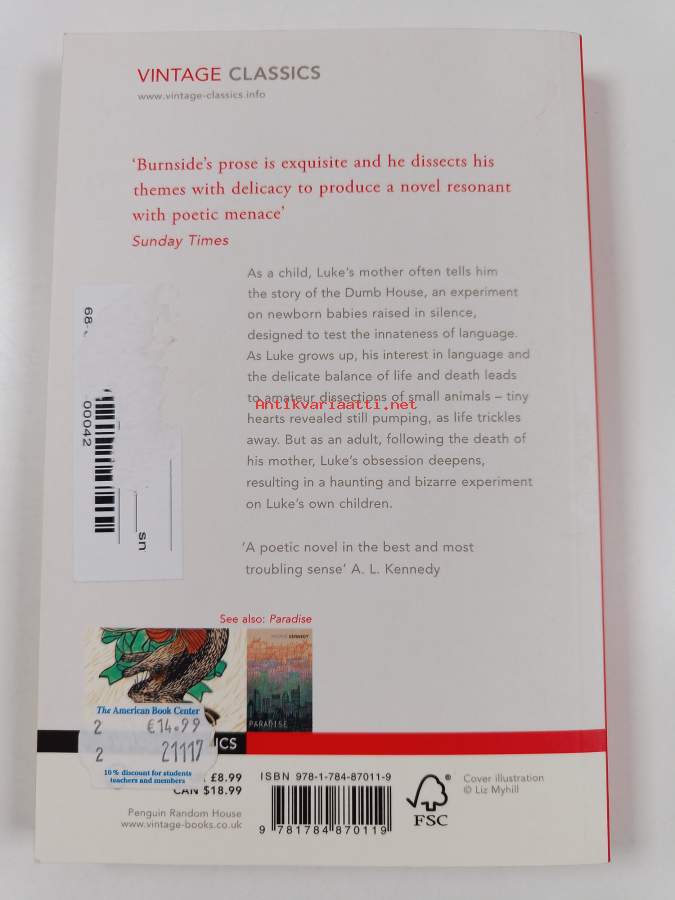 VINTAGE CLASSICS
www.vintage-classics.info
‘Burnside’s prose is exquisite and he dissects his
themes with delicacy to produce a novel resonant
with poetic menace’
Sunday Times
As a child, Luke’s mother often tells him
the story of the Dumb House, an experiment
on newborn babies raised in silence,
designed to test the innateness of language.
As Luke grows up, his interest in language and
the delicate balance of life and death leads
to amateur dissections of small animals – tiny
Antikvariaatti.net
hearts revealed still pumping, as life trickles
away. But as an adult, following the death of
his mother, Luke’s obsession deepens,
resulting in a haunting and bizarre experiment
on Luke’s own children.
‘A poetic novel in the best and most
troubling sense’ A. L. Kennedy
68-
00042
sn
See also: Paradise
KENNEDY
PARADISE
The American Book Center
2 €14.99
2 21117
10% discount for students
teachers and members
ICS
£8.99
CAN $18.99
Penguin Random House
www.vintage-books.co.uk
ISBN 978-1-784-87011-9
9 781784 870119
FSC
®
Cover illustration
© Liz Myhill